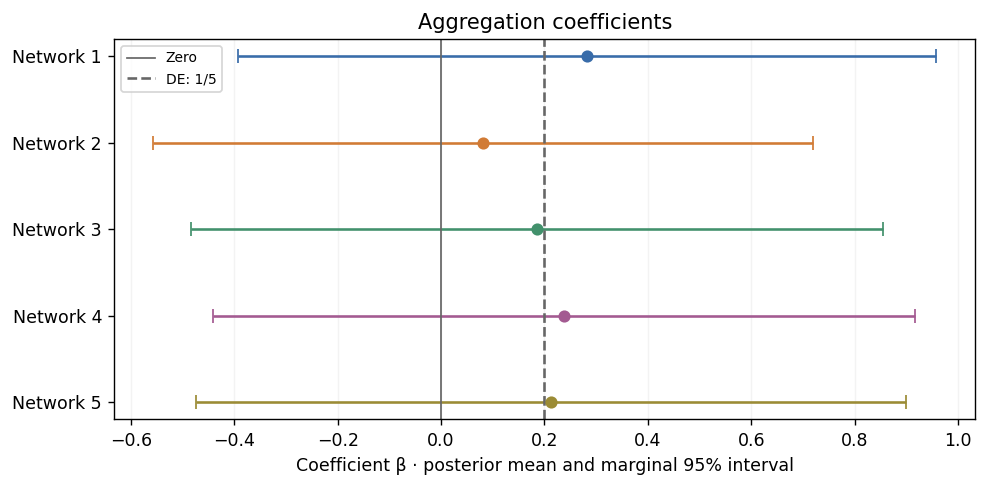 Aggregation coefficients
Network 1
Network 2
Network 3
Network 4
Network 5
Zero
DE: 1/5
−0.6 −0.4 −0.2 0.0 0.2 0.4 0.6 0.8 1.0
Coefficient β · posterior mean and marginal 95% interval